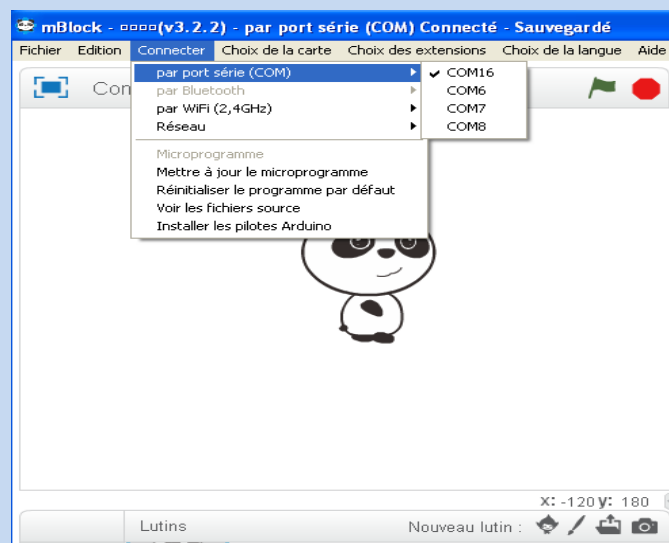 mBlock - □□□□(v3.2.2) - par port série (COM) Connecté - Sauvegardé
Fichier Edition Connecter Choix de la carte Choix des extensions Choix de la langue Aide
Con
par port série (COM)
par Bluetooth
par WiFi (2,4GHz)
Réseau
Microprogramme
Mettre à jour le microprogramme
Réinitialiser le programme par défaut
Voir les fichiers source
Installer les pilotes Arduino
COM16
COM6
COM7
COM8
X: -120 Y: 180
Lutins Nouveau lutin :